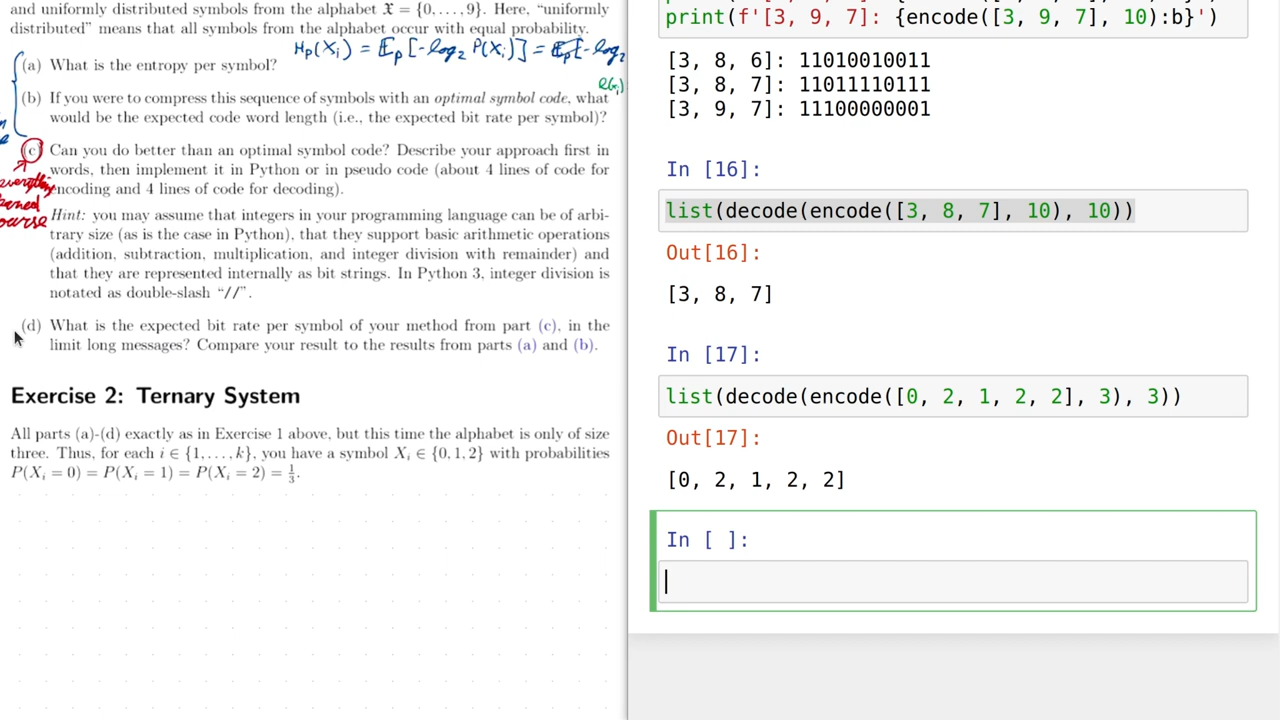 and uniformly distributed symbols from the alphabet 𝔛 = {0, . . . , 9}. Here, “uniformly
distributed” means that all symbols from the alphabet occur with equal probability.
H_P(X_i) = 𝔼_P[-log₂ P(X_i)] = 𝔼_P[-log₂
(a) What is the entropy per symbol?
(b) If you were to compress this sequence of symbols with an optimal symbol code, what
would be the expected code word length (i.e., the expected bit rate per symbol)?
(c) Can you do better than an optimal symbol code? Describe your approach first in
words, then implement it in Python or in pseudo code (about 4 lines of code for
encoding and 4 lines of code for decoding).
everything
Hint: you may assume that integers in your programming language can be of arbi-
trary size (as is the case in Python), that they support basic arithmetic operations
(addition, subtraction, multiplication, and integer division with remainder) and
that they are represented internally as bit strings. In Python 3, integer division is
notated as double-slash “//”.
(d) What is the expected bit rate per symbol of your method from part (c), in the
limit long messages? Compare your result to the results from parts (a) and (b).
Exercise 2: Ternary System
All parts (a)-(d) exactly as in Exercise 1 above, but this time the alphabet is only of size
three. Thus, for each i ∈ {1, . . . , k}, you have a symbol X_i ∈ {0, 1, 2} with probabilities
P(X_i = 0) = P(X_i = 1) = P(X_i = 2) = 1/3.
print(f'[3, 9, 7]: {encode([3, 9, 7], 10):b}')
[3, 8, 6]: 11010010011
[3, 8, 7]: 11011110111
[3, 9, 7]: 11100000001
In [16]:
list(decode(encode([3, 8, 7], 10), 10))
Out[16]:
[3, 8, 7]
In [17]:
list(decode(encode([0, 2, 1, 2, 2], 3), 3))
Out[17]:
[0, 2, 1, 2, 2]
In [ ]: